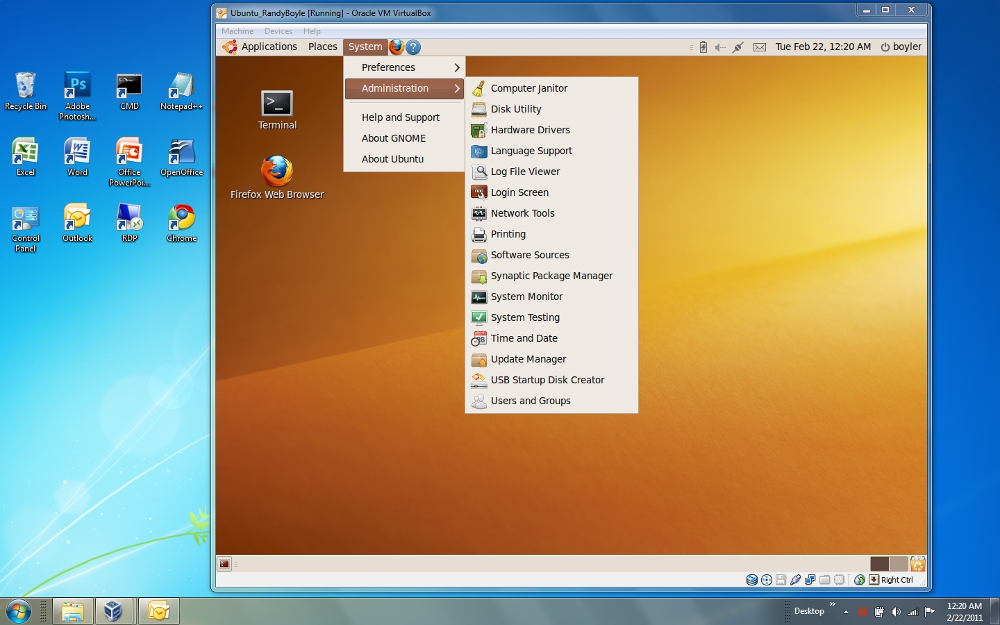 Ubuntu_RandyBoyle [Running] - Oracle VM VirtualBox
Machine Devices Help
Applications Places System
Tue Feb 22, 12:20 AM boyler
Recycle Bin
Adobe
Photosh...
CMD
Notepad++
Excel
Word
Office
PowerPoi...
OpenOffice
Control
Panel
Outlook
RDP
Chrome
Terminal
Firefox Web Browser
Preferences
Administration
Help and Support
About GNOME
About Ubuntu
Computer Janitor
Disk Utility
Hardware Drivers
Language Support
Log File Viewer
Login Screen
Network Tools
Printing
Software Sources
Synaptic Package Manager
System Monitor
System Testing
Time and Date
Update Manager
USB Startup Disk Creator
Users and Groups
Right Ctrl
Desktop
12:20 AM
2/22/2011